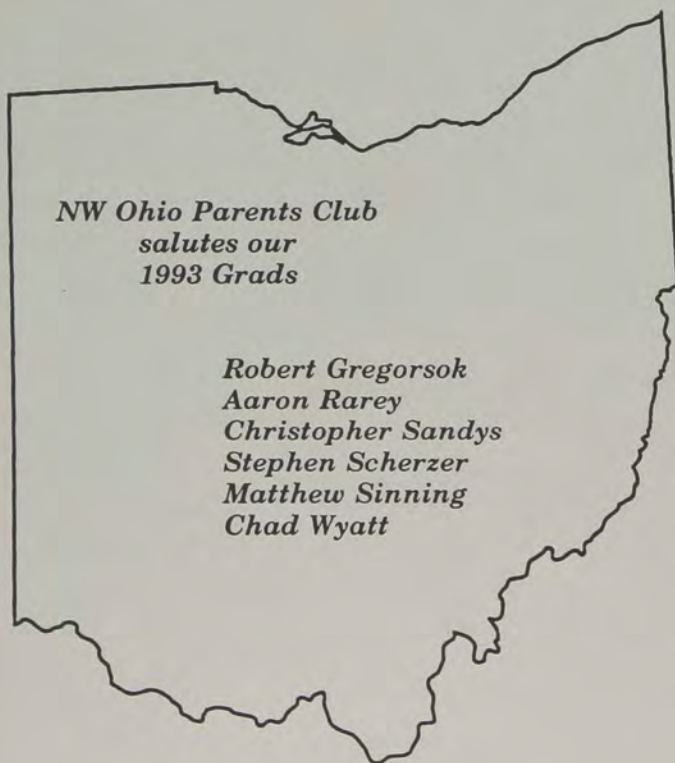 NW Ohio Parents Club
salutes our
1993 Grads
Robert Gregorsok
Aaron Rarey
Christopher Sandys
Stephen Scherzer
Matthew Sinning
Chad Wyatt